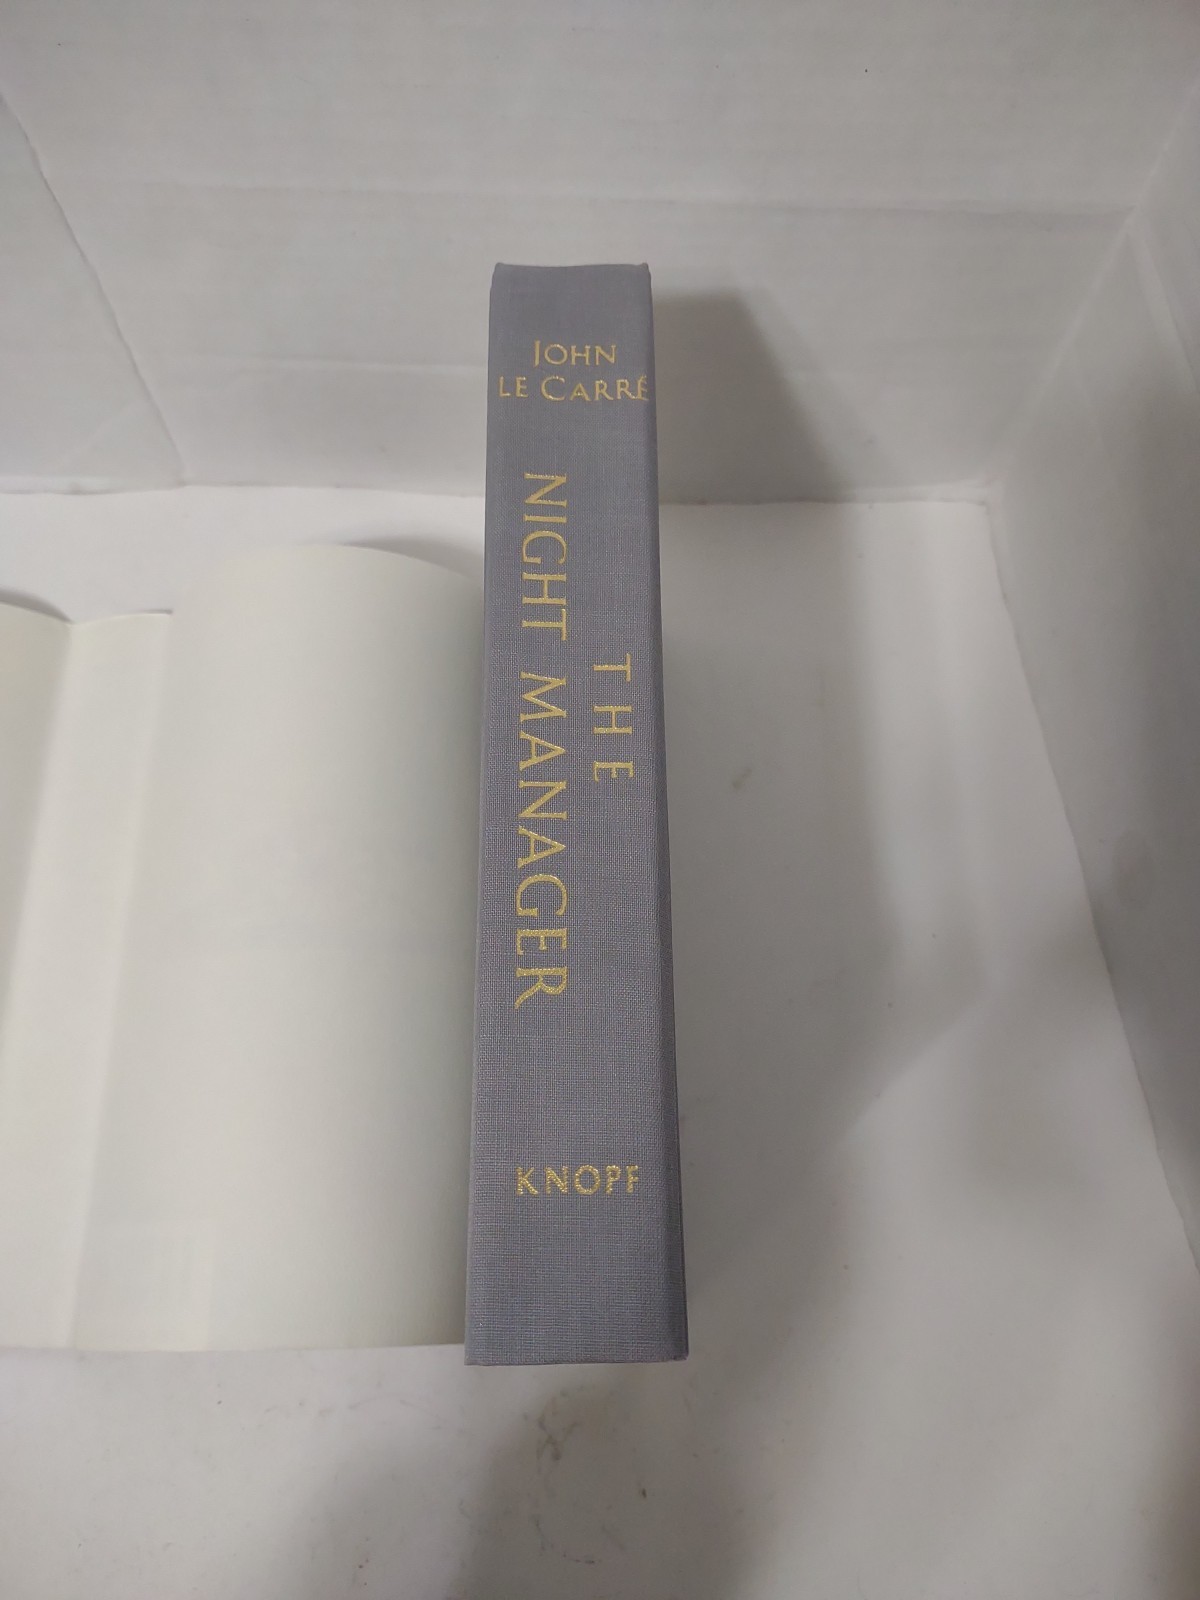 JOHN
LE CARRÉ
THE
NIGHT MANAGER
KNOPF